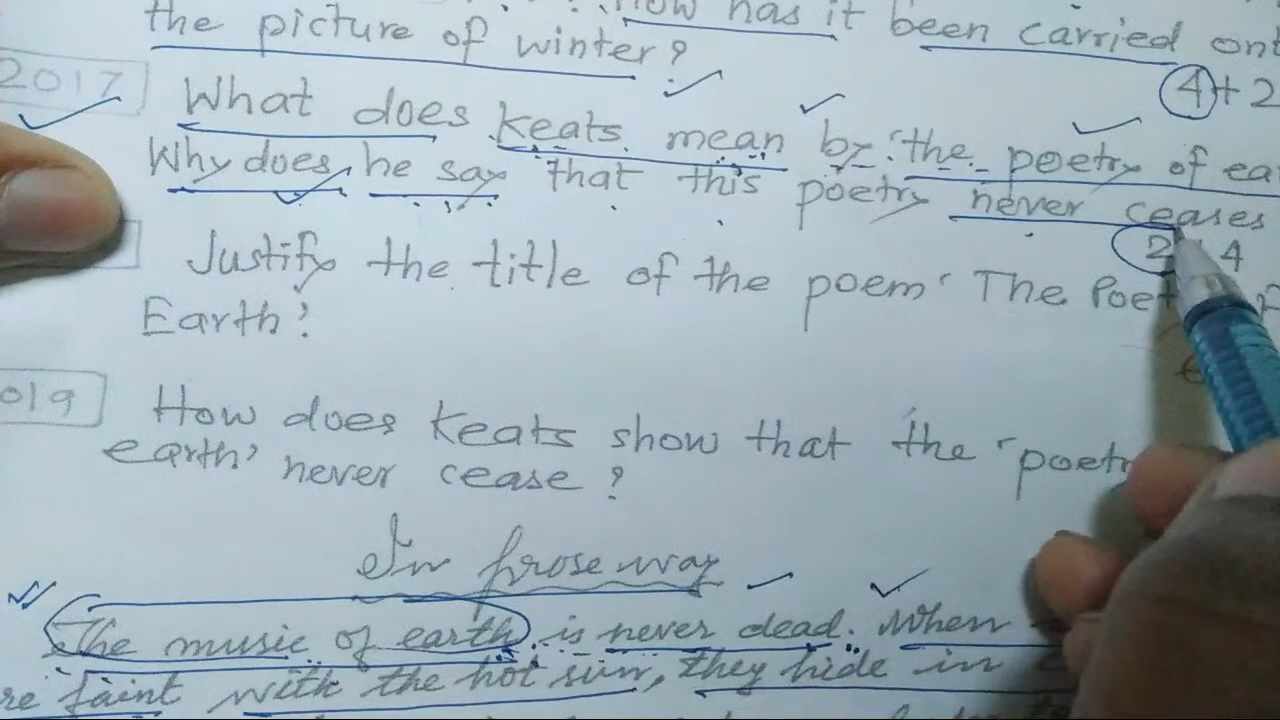 how has it been carried ont
the picture of winter?
4+2
2017 What does Keats mean by 'the poetry of ea
Why does he say that this poetry never ceases
2 4
Justify the title of the poem 'The Poet
Earth?
019 How does Keats show that the 'poetr
earth' never cease?
In prose way
The music of earth is never dead. When
re faint with the hot sun, they hide in